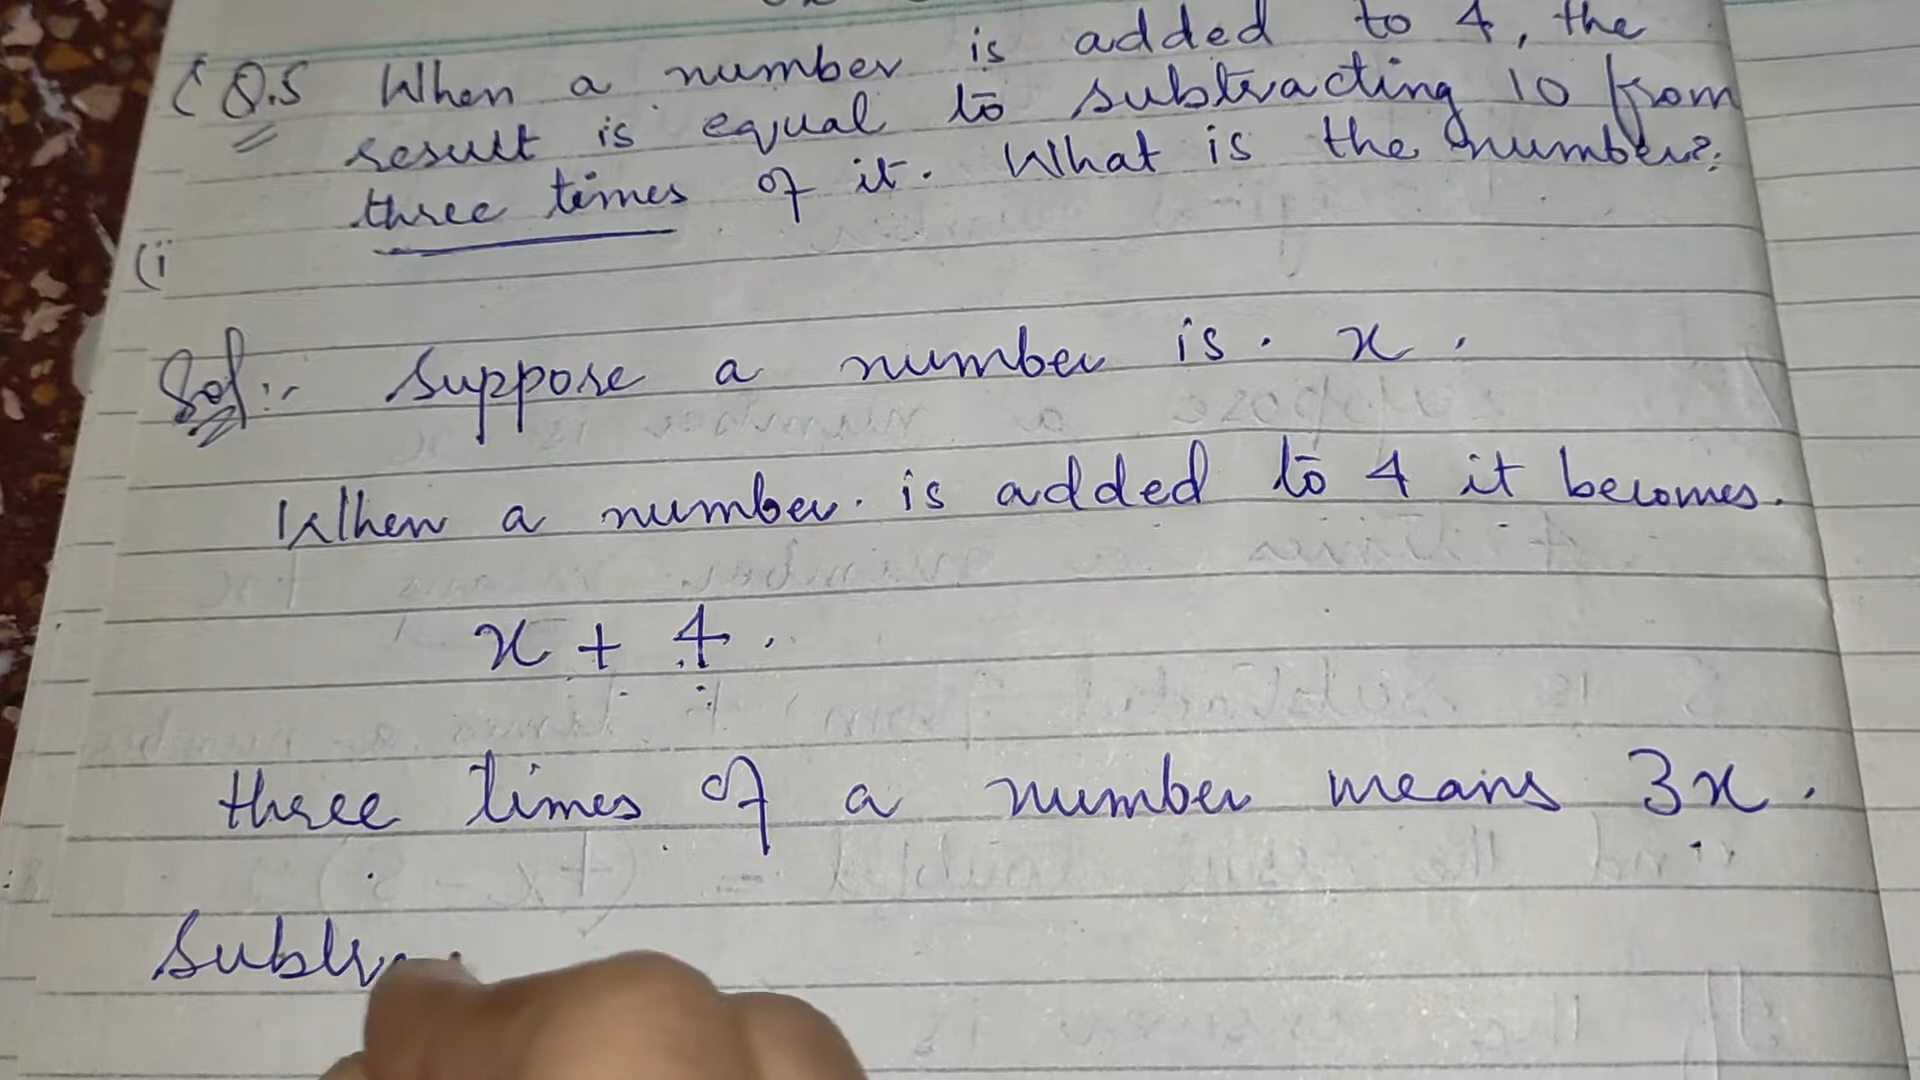 Q.5 When a number is added to 4, the
result is equal to subtracting 10 from
three times of it. What is the number?
(i
Sol:- Suppose a number is x.
When a number is added to 4 it becomes.
x + 4.
three times of a number means 3x.
Subtr